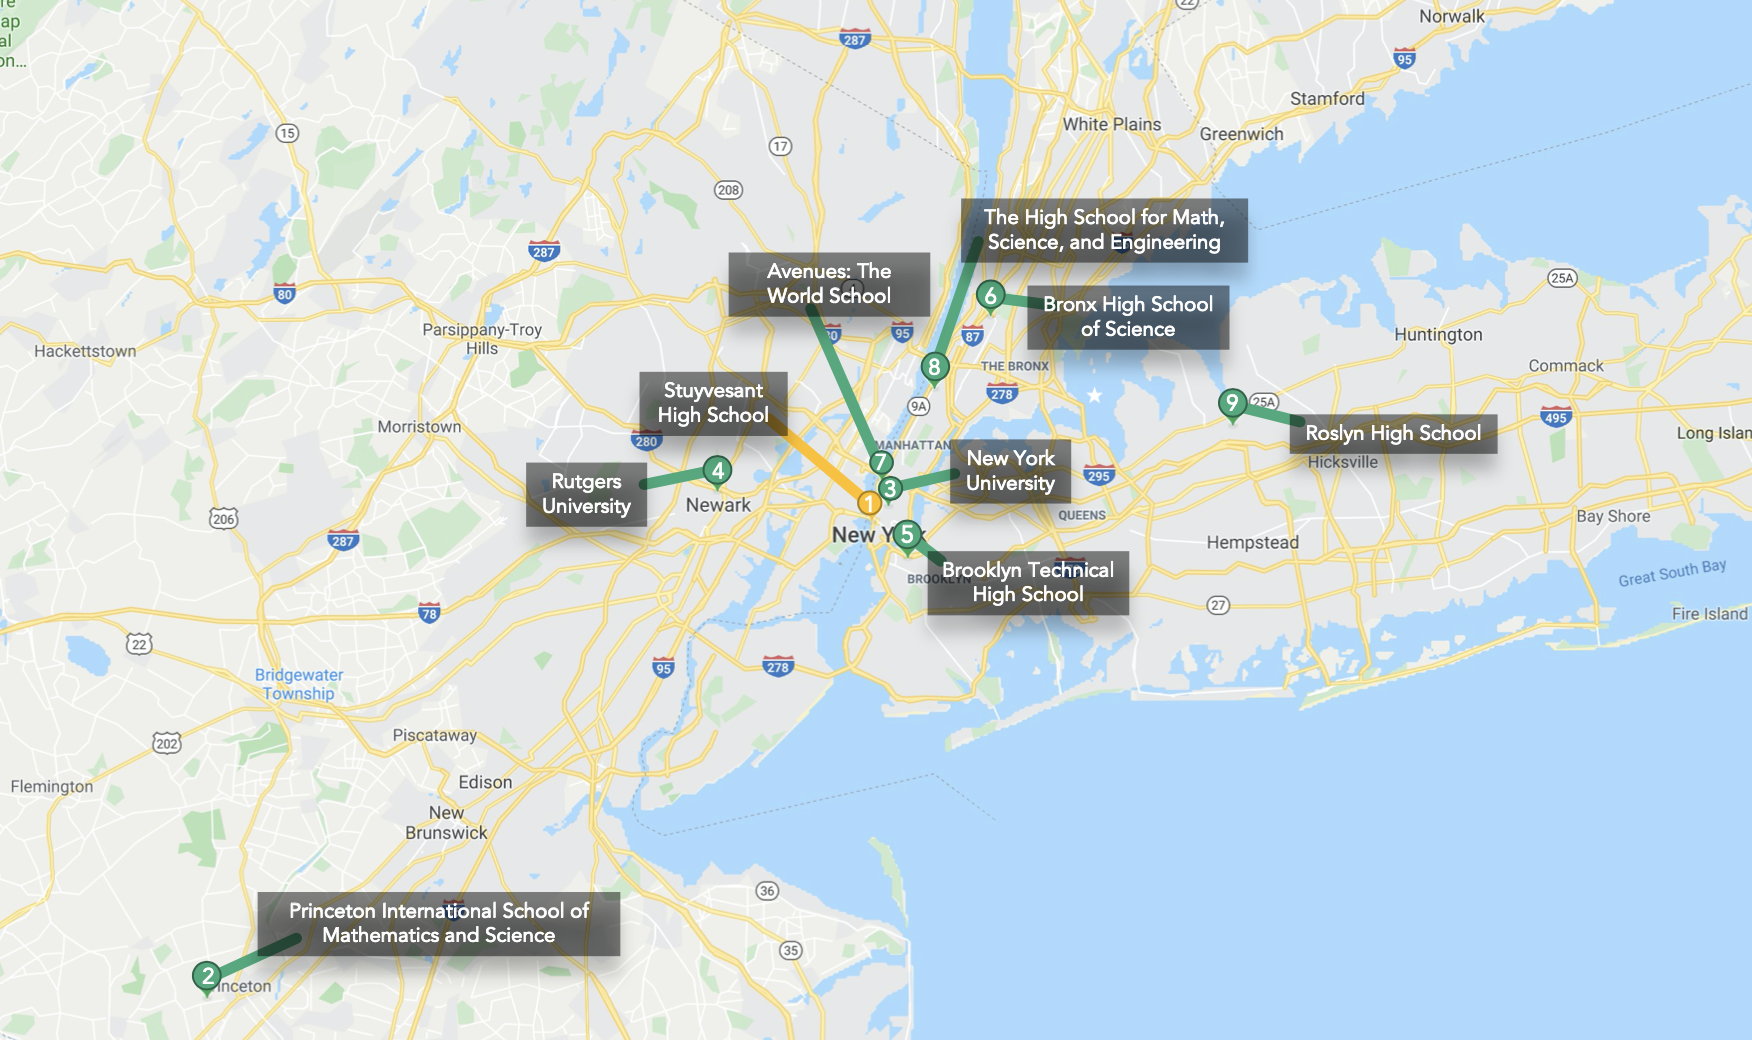 22
Norwalk
287
95
Stamford
15
White Plains
Greenwich
17
208
The High School for Math,
Science, and Engineering
287
Avenues: The
World School
25A
80
6
Bronx High School
of Science
Parsippany-Troy
Hills
95
87
Huntington
Hackettstown
8
THE BRONX
Commack
278
Stuyvesant
High School
9A
9
25A
495
Morristown
280
MANHATTAN
Roslyn High School
Long Islan
7
New York
University
Hicksville
4
Rutgers
University
3
295
Newark
1
QUEENS
206
Bay Shore
287
New Y
k
5
Hempstead
Brooklyn Technical
High School
BROOKLYN
Great South Bay
78
27
Fire Island
22
95
278
Bridgewater
Township
202
Piscataway
Flemington
Edison
New
Brunswick
36
Princeton International School of
Mathematics and Science
35
2
inceton